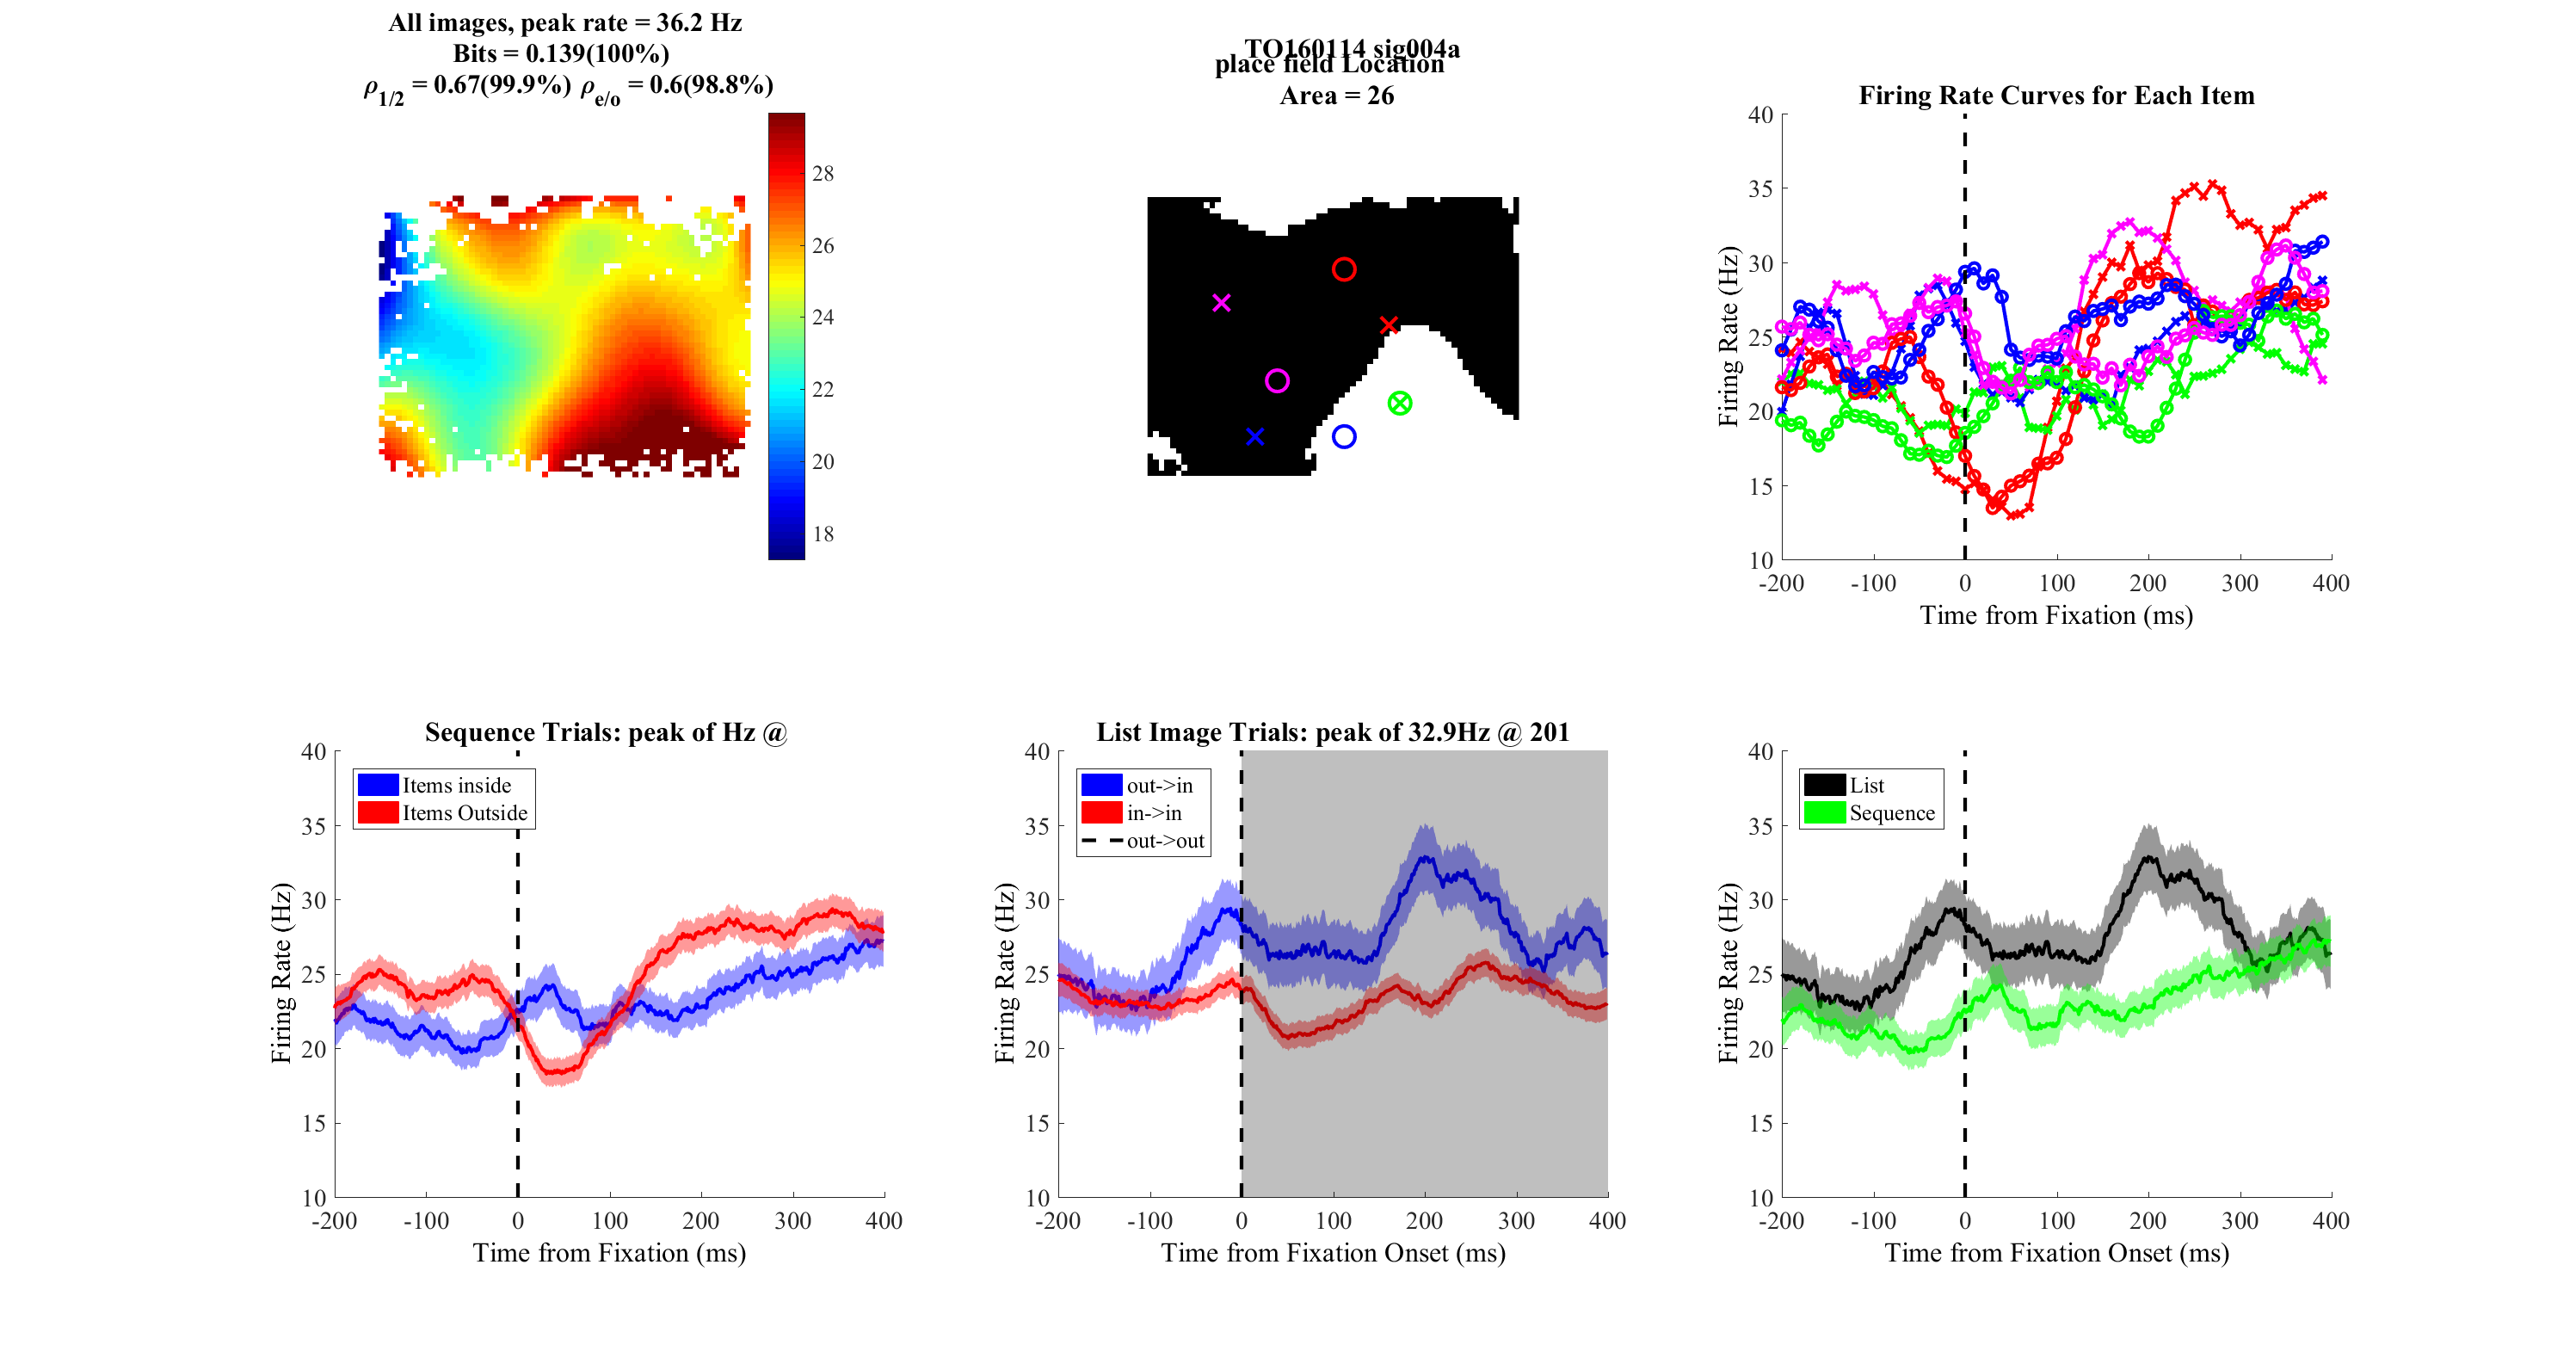 All images, peak rate = 36.2 Hz
Bits = 0.139(100%)
ρ1/2 = 0.67(99.9%) ρe/o = 0.6(98.8%)
28
26
24
22
20
18
TO160114 sig004a
place field Location
Area = 26
Firing Rate Curves for Each Item
40
35
30
25
20
15
10
Firing Rate (Hz)
-200 -100 0 100 200 300 400
Time from Fixation (ms)
Sequence Trials: peak of Hz @
40
35
30
25
20
15
10
Firing Rate (Hz)
Items inside
Items Outside
-200 -100 0 100 200 300 400
Time from Fixation (ms)
List Image Trials: peak of 32.9Hz @ 201
40
35
30
25
20
15
10
Firing Rate (Hz)
out->in
in->in
out->out
-200 -100 0 100 200 300 400
Time from Fixation Onset (ms)
40
35
30
25
20
15
10
Firing Rate (Hz)
List
Sequence
-200 -100 0 100 200 300 400
Time from Fixation Onset (ms)